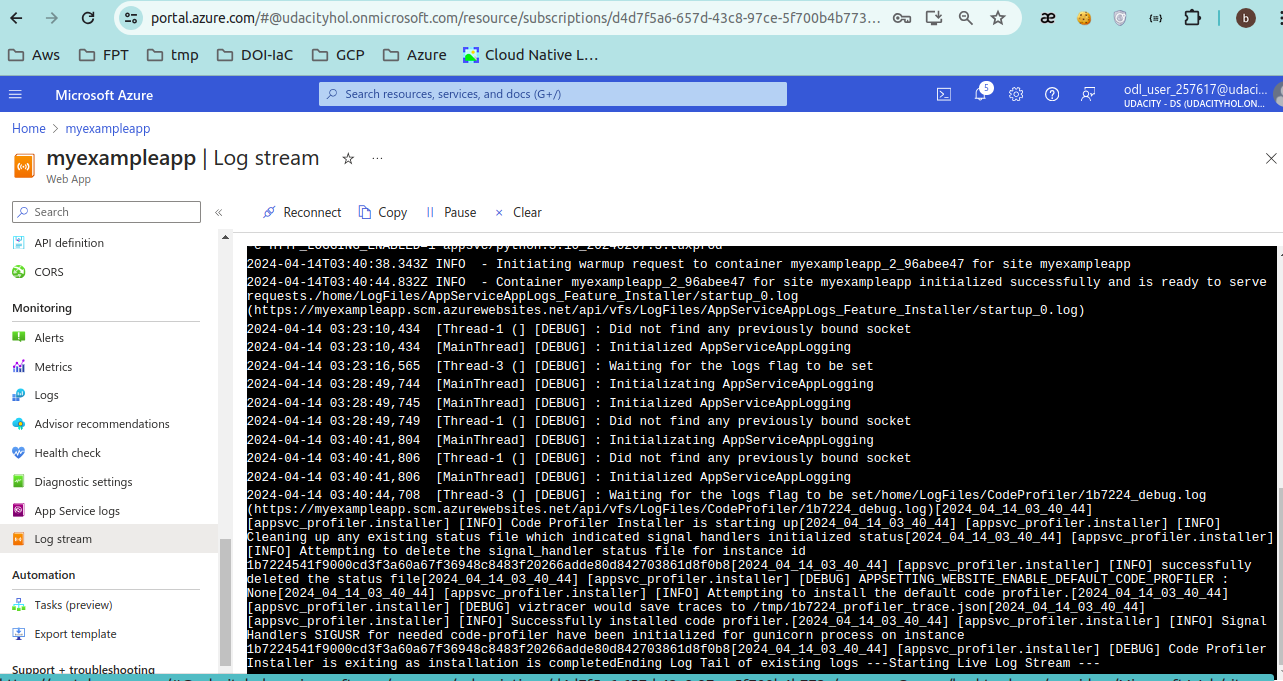 portal.azure.com/#@udacityhol.onmicrosoft.com/resource/subscriptions/d4d7f5a6-657d-43c8-97ce-5f700b4b773...
b
Aws FPT tmp DOI-IaC GCP Azure Cloud Native L...
Microsoft Azure
Search resources, services, and docs (G+/)
5
odl_user_257617@udaci...
UDACITY - DS (UDACITYHOL.ON...
Home > myexampleapp
myexampleapp | Log stream
Web App
Search
Reconnect Copy Pause Clear
API definition
CORS
Monitoring
Alerts
Metrics
Logs
Advisor recommendations
Health check
Diagnostic settings
App Service logs
Log stream
Automation
Tasks (preview)
Export template
Support + troubleshooting
2024-04-14T03:40:38.343Z INFO  - Initiating warmup request to container myexampleapp_2_96abee47 for site myexampleapp
2024-04-14T03:40:44.832Z INFO  - Container myexampleapp_2_96abee47 for site myexampleapp initialized successfully and is ready to serve
requests./home/LogFiles/AppServiceAppLogs_Feature_Installer/startup_0.log
(https://myexampleapp.scm.azurewebsites.net/api/vfs/LogFiles/AppServiceAppLogs_Feature_Installer/startup_0.log)
2024-04-14 03:23:10,434  [Thread-1 (] [DEBUG] : Did not find any previously bound socket
2024-04-14 03:23:10,434  [MainThread] [DEBUG] : Initialized AppServiceAppLogging
2024-04-14 03:23:16,565  [Thread-3 (] [DEBUG] : Waiting for the logs flag to be set
2024-04-14 03:28:49,744  [MainThread] [DEBUG] : Initializating AppServiceAppLogging
2024-04-14 03:28:49,745  [MainThread] [DEBUG] : Initialized AppServiceAppLogging
2024-04-14 03:28:49,749  [Thread-1 (] [DEBUG] : Did not find any previously bound socket
2024-04-14 03:40:41,804  [MainThread] [DEBUG] : Initializating AppServiceAppLogging
2024-04-14 03:40:41,806  [Thread-1 (] [DEBUG] : Did not find any previously bound socket
2024-04-14 03:40:41,806  [MainThread] [DEBUG] : Initialized AppServiceAppLogging
2024-04-14 03:40:44,708  [Thread-3 (] [DEBUG] : Waiting for the logs flag to be set/home/LogFiles/CodeProfiler/1b7224_debug.log
(https://myexampleapp.scm.azurewebsites.net/api/vfs/LogFiles/CodeProfiler/1b7224_debug.log)[2024_04_14_03_40_44]
[appsvc_profiler.installer] [INFO] Code Profiler Installer is starting up[2024_04_14_03_40_44] [appsvc_profiler.installer] [INFO]
Cleaning up any existing status file which indicated signal handlers initialized status[2024_04_14_03_40_44] [appsvc_profiler.installer]
[INFO] Attempting to delete the signal_handler status file for instance id
1b7224541f9000cd3f3a60a67f36948c8483f20266adde80d842703861d8f0b8[2024_04_14_03_40_44] [appsvc_profiler.installer] [INFO] successfully
deleted the status file[2024_04_14_03_40_44] [appsvc_profiler.installer] [DEBUG] APPSETTING_WEBSITE_ENABLE_DEFAULT_CODE_PROFILER :
None[2024_04_14_03_40_44] [appsvc_profiler.installer] [INFO] Attempting to install the default code profiler.[2024_04_14_03_40_44]
[appsvc_profiler.installer] [DEBUG] viztracer would save traces to /tmp/1b7224_profiler_trace.json[2024_04_14_03_40_44]
[appsvc_profiler.installer] [INFO] Successfully installed code profiler.[2024_04_14_03_40_44] [appsvc_profiler.installer] [INFO] Signal
Handlers SIGUSR for needed code-profiler have been initialized for gunicorn process on instance
1b7224541f9000cd3f3a60a67f36948c8483f20266adde80d842703861d8f0b8[2024_04_14_03_40_44] [appsvc_profiler.installer] [DEBUG] Code Profiler
Installer is exiting as installation is completedEnding Log Tail of existing logs ---Starting Live Log Stream ---